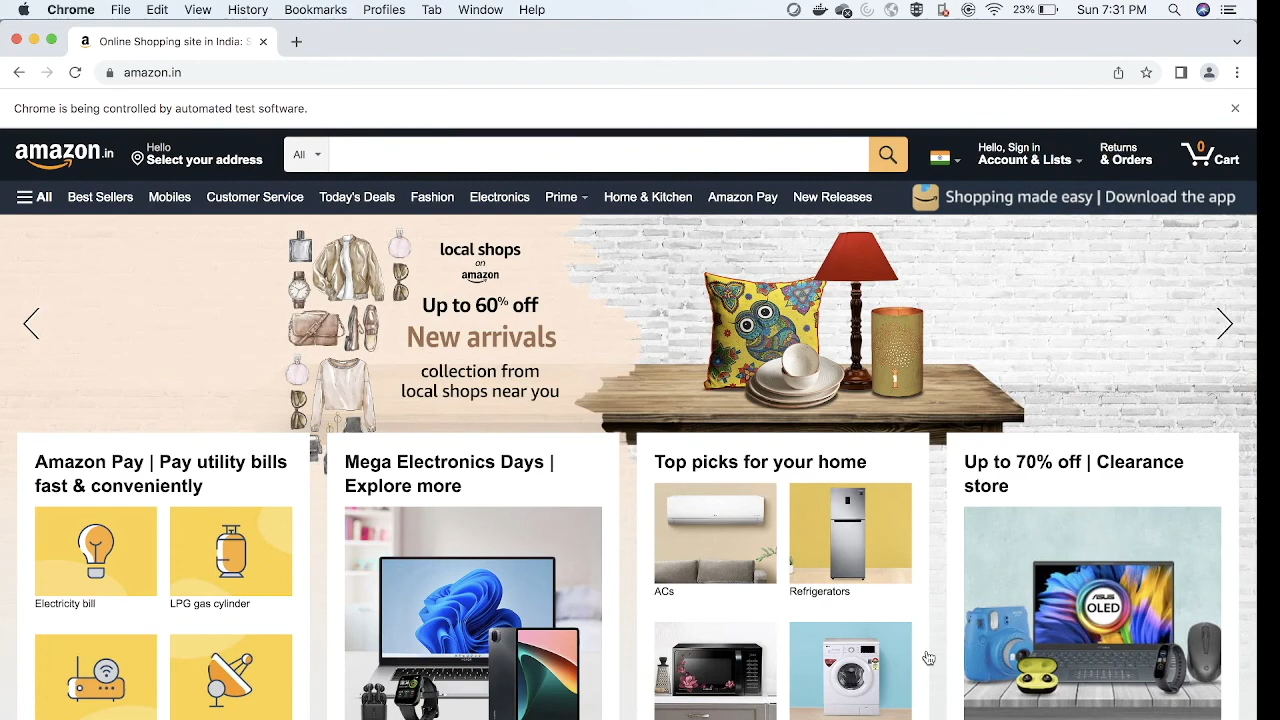 Chrome File Edit View History Bookmarks Profiles Tab Window Help 23% Sun 7:31 PM
a Online Shopping site in India: S
amazon.in
Chrome is being controlled by automated test software.
amazon.in
Hello
Select your address
All
Hello, Sign in
Account & Lists
Returns
& Orders
0
Cart
All Best Sellers Mobiles Customer Service Today's Deals Fashion Electronics Prime Home & Kitchen Amazon Pay New Releases Shopping made easy | Download the app
local shops
on
amazon
Up to 60% off
New arrivals
collection from
local shops near you
Amazon Pay | Pay utility bills
fast & conveniently
Electricity bill
LPG gas cylinder
Mega Electronics Days |
Explore more
Top picks for your home
ACs
Refrigerators
Up to 70% off | Clearance
store
ASUS
OLED